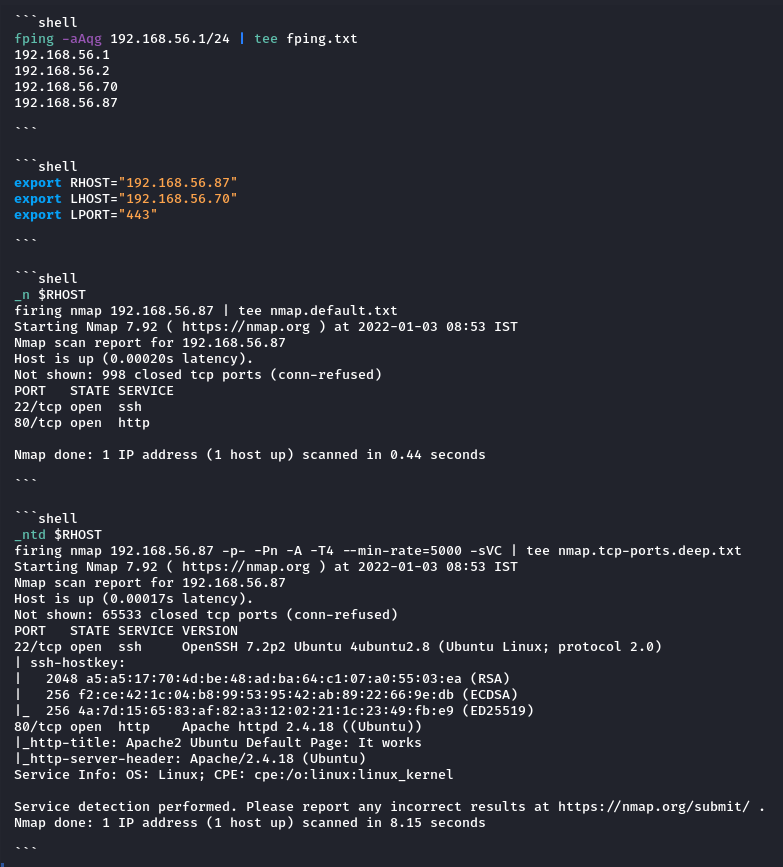 ```shell
fping -aAqg 192.168.56.1/24 | tee fping.txt
192.168.56.1
192.168.56.2
192.168.56.70
192.168.56.87

```

```shell
export RHOST="192.168.56.87"
export LHOST="192.168.56.70"
export LPORT="443"

```

```shell
_n $RHOST
firing nmap 192.168.56.87 | tee nmap.default.txt
Starting Nmap 7.92 ( https://nmap.org ) at 2022-01-03 08:53 IST
Nmap scan report for 192.168.56.87
Host is up (0.00020s latency).
Not shown: 998 closed tcp ports (conn-refused)
PORT   STATE SERVICE
22/tcp open  ssh
80/tcp open  http

Nmap done: 1 IP address (1 host up) scanned in 0.44 seconds

```

```shell
_ntd $RHOST
firing nmap 192.168.56.87 -p- -Pn -A -T4 --min-rate=5000 -sVC | tee nmap.tcp-ports.deep.txt
Starting Nmap 7.92 ( https://nmap.org ) at 2022-01-03 08:53 IST
Nmap scan report for 192.168.56.87
Host is up (0.00017s latency).
Not shown: 65533 closed tcp ports (conn-refused)
PORT   STATE SERVICE VERSION
22/tcp open  ssh     OpenSSH 7.2p2 Ubuntu 4ubuntu2.8 (Ubuntu Linux; protocol 2.0)
| ssh-hostkey:
|   2048 a5:a5:17:70:4d:be:48:ad:ba:64:c1:07:a0:55:03:ea (RSA)
|   256 f2:ce:42:1c:04:b8:99:53:95:42:ab:89:22:66:9e:db (ECDSA)
|_  256 4a:7d:15:65:83:af:82:a3:12:02:21:1c:23:49:fb:e9 (ED25519)
80/tcp open  http    Apache httpd 2.4.18 ((Ubuntu))
|_http-title: Apache2 Ubuntu Default Page: It works
|_http-server-header: Apache/2.4.18 (Ubuntu)
Service Info: OS: Linux; CPE: cpe:/o:linux:linux_kernel

Service detection performed. Please report any incorrect results at https://nmap.org/submit/ .
Nmap done: 1 IP address (1 host up) scanned in 8.15 seconds

```